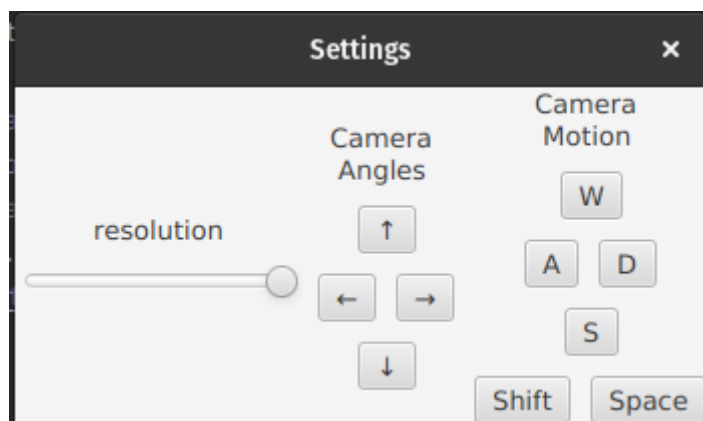 Settings ×
resolution
Camera
Angles
↑
← →
↓
Camera
Motion
W
A D
S
Shift Space